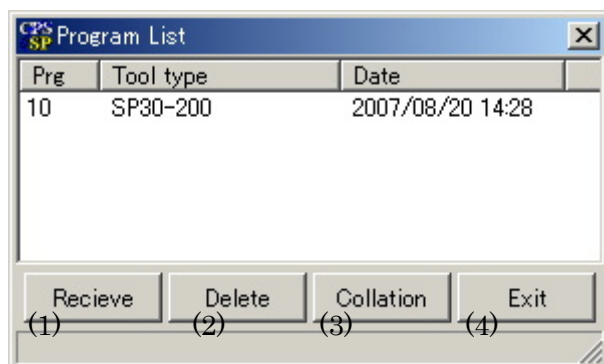 CPS SP Program List
Prg Tool type Date
10 SP30-200 2007/08/20 14:28
Recieve Delete Collation Exit
(1) (2) (3) (4)